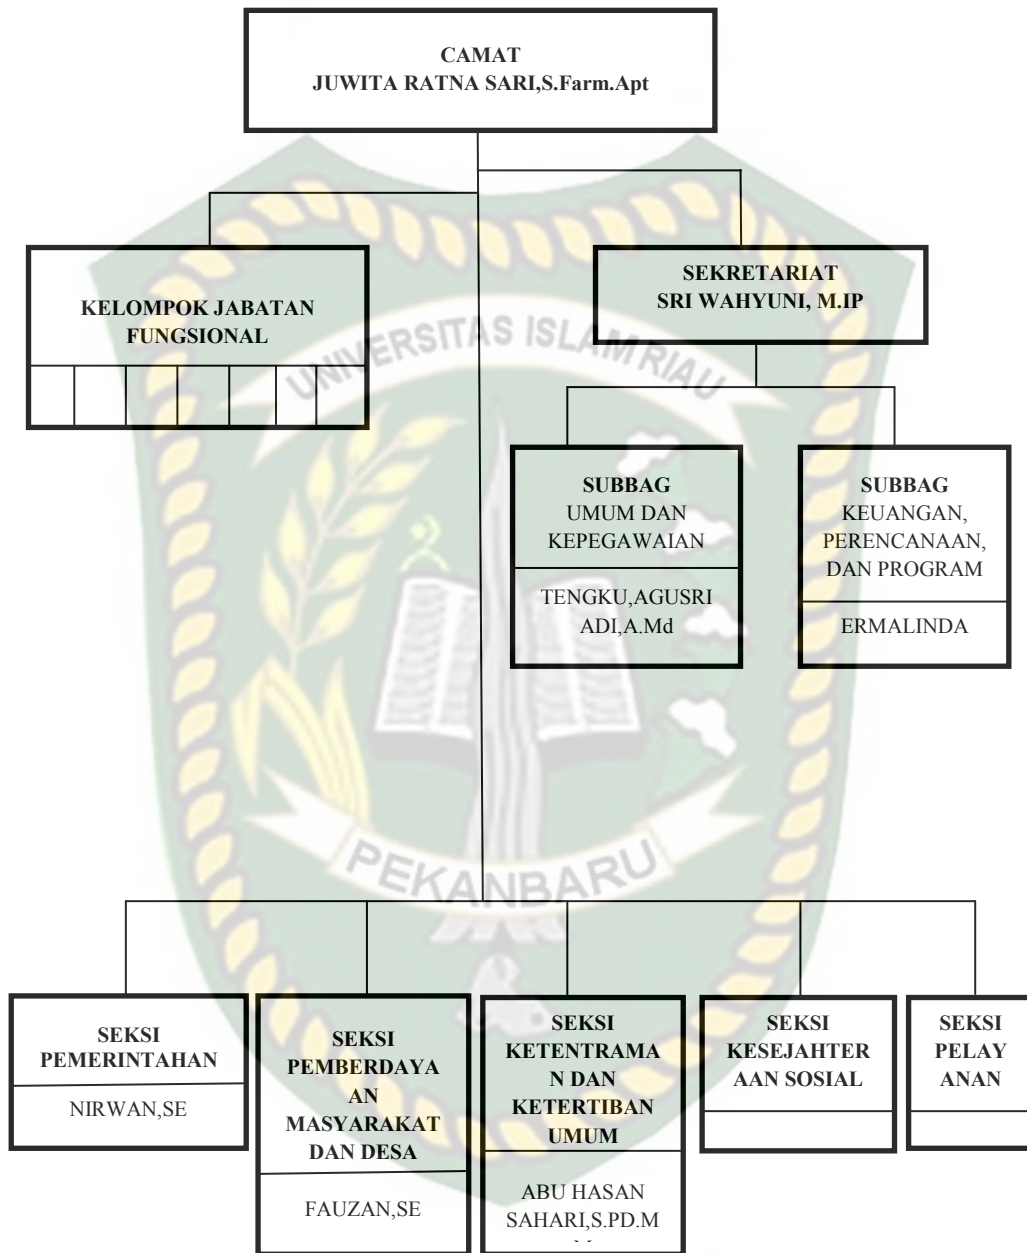 CAMAT
JUWITA RATNA SARI,S.Farm.Apt
KELOMPOK JABATAN
FUNGSIONAL
SEKRETARIAT
SRI WAHYUNI, M.IP
UNIVERSITAS ISLAM RIAU
SUBBAG
UMUM DAN
KEPEGAWAIAN
TENGKU,AGUSRI
ADI,A.Md
SUBBAG
KEUANGAN,
PERENCANAAN,
DAN PROGRAM
ERMALINDA
PEKANBARU
SEKSI
PEMERINTAHAN
NIRWAN,SE
SEKSI
PEMBERDAYA
AN
MASYARAKAT
DAN DESA
FAUZAN,SE
SEKSI
KETENTRAMA
N DAN
KETERTIBAN
UMUM
ABU HASAN
SAHARI,S.PD.M
SEKSI
KESEJAHTER
AAN SOSIAL
SEKSI
PELAY
ANAN